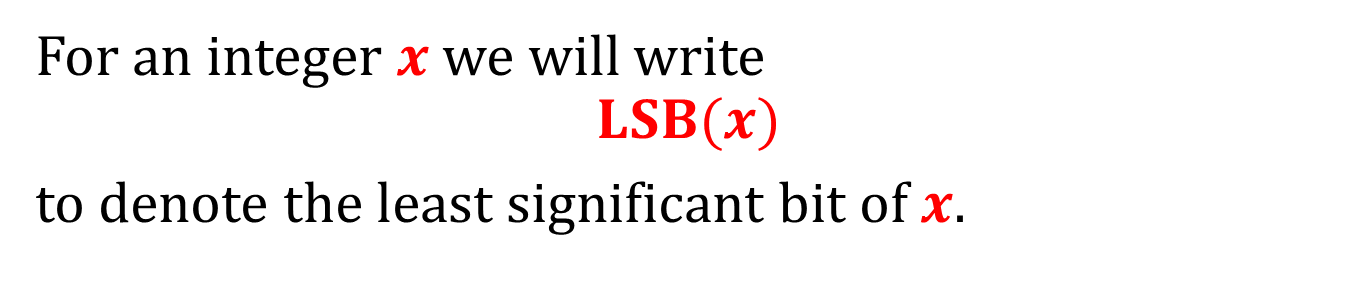 For an integer x we will write
LSB(x)
to denote the least significant bit of x.